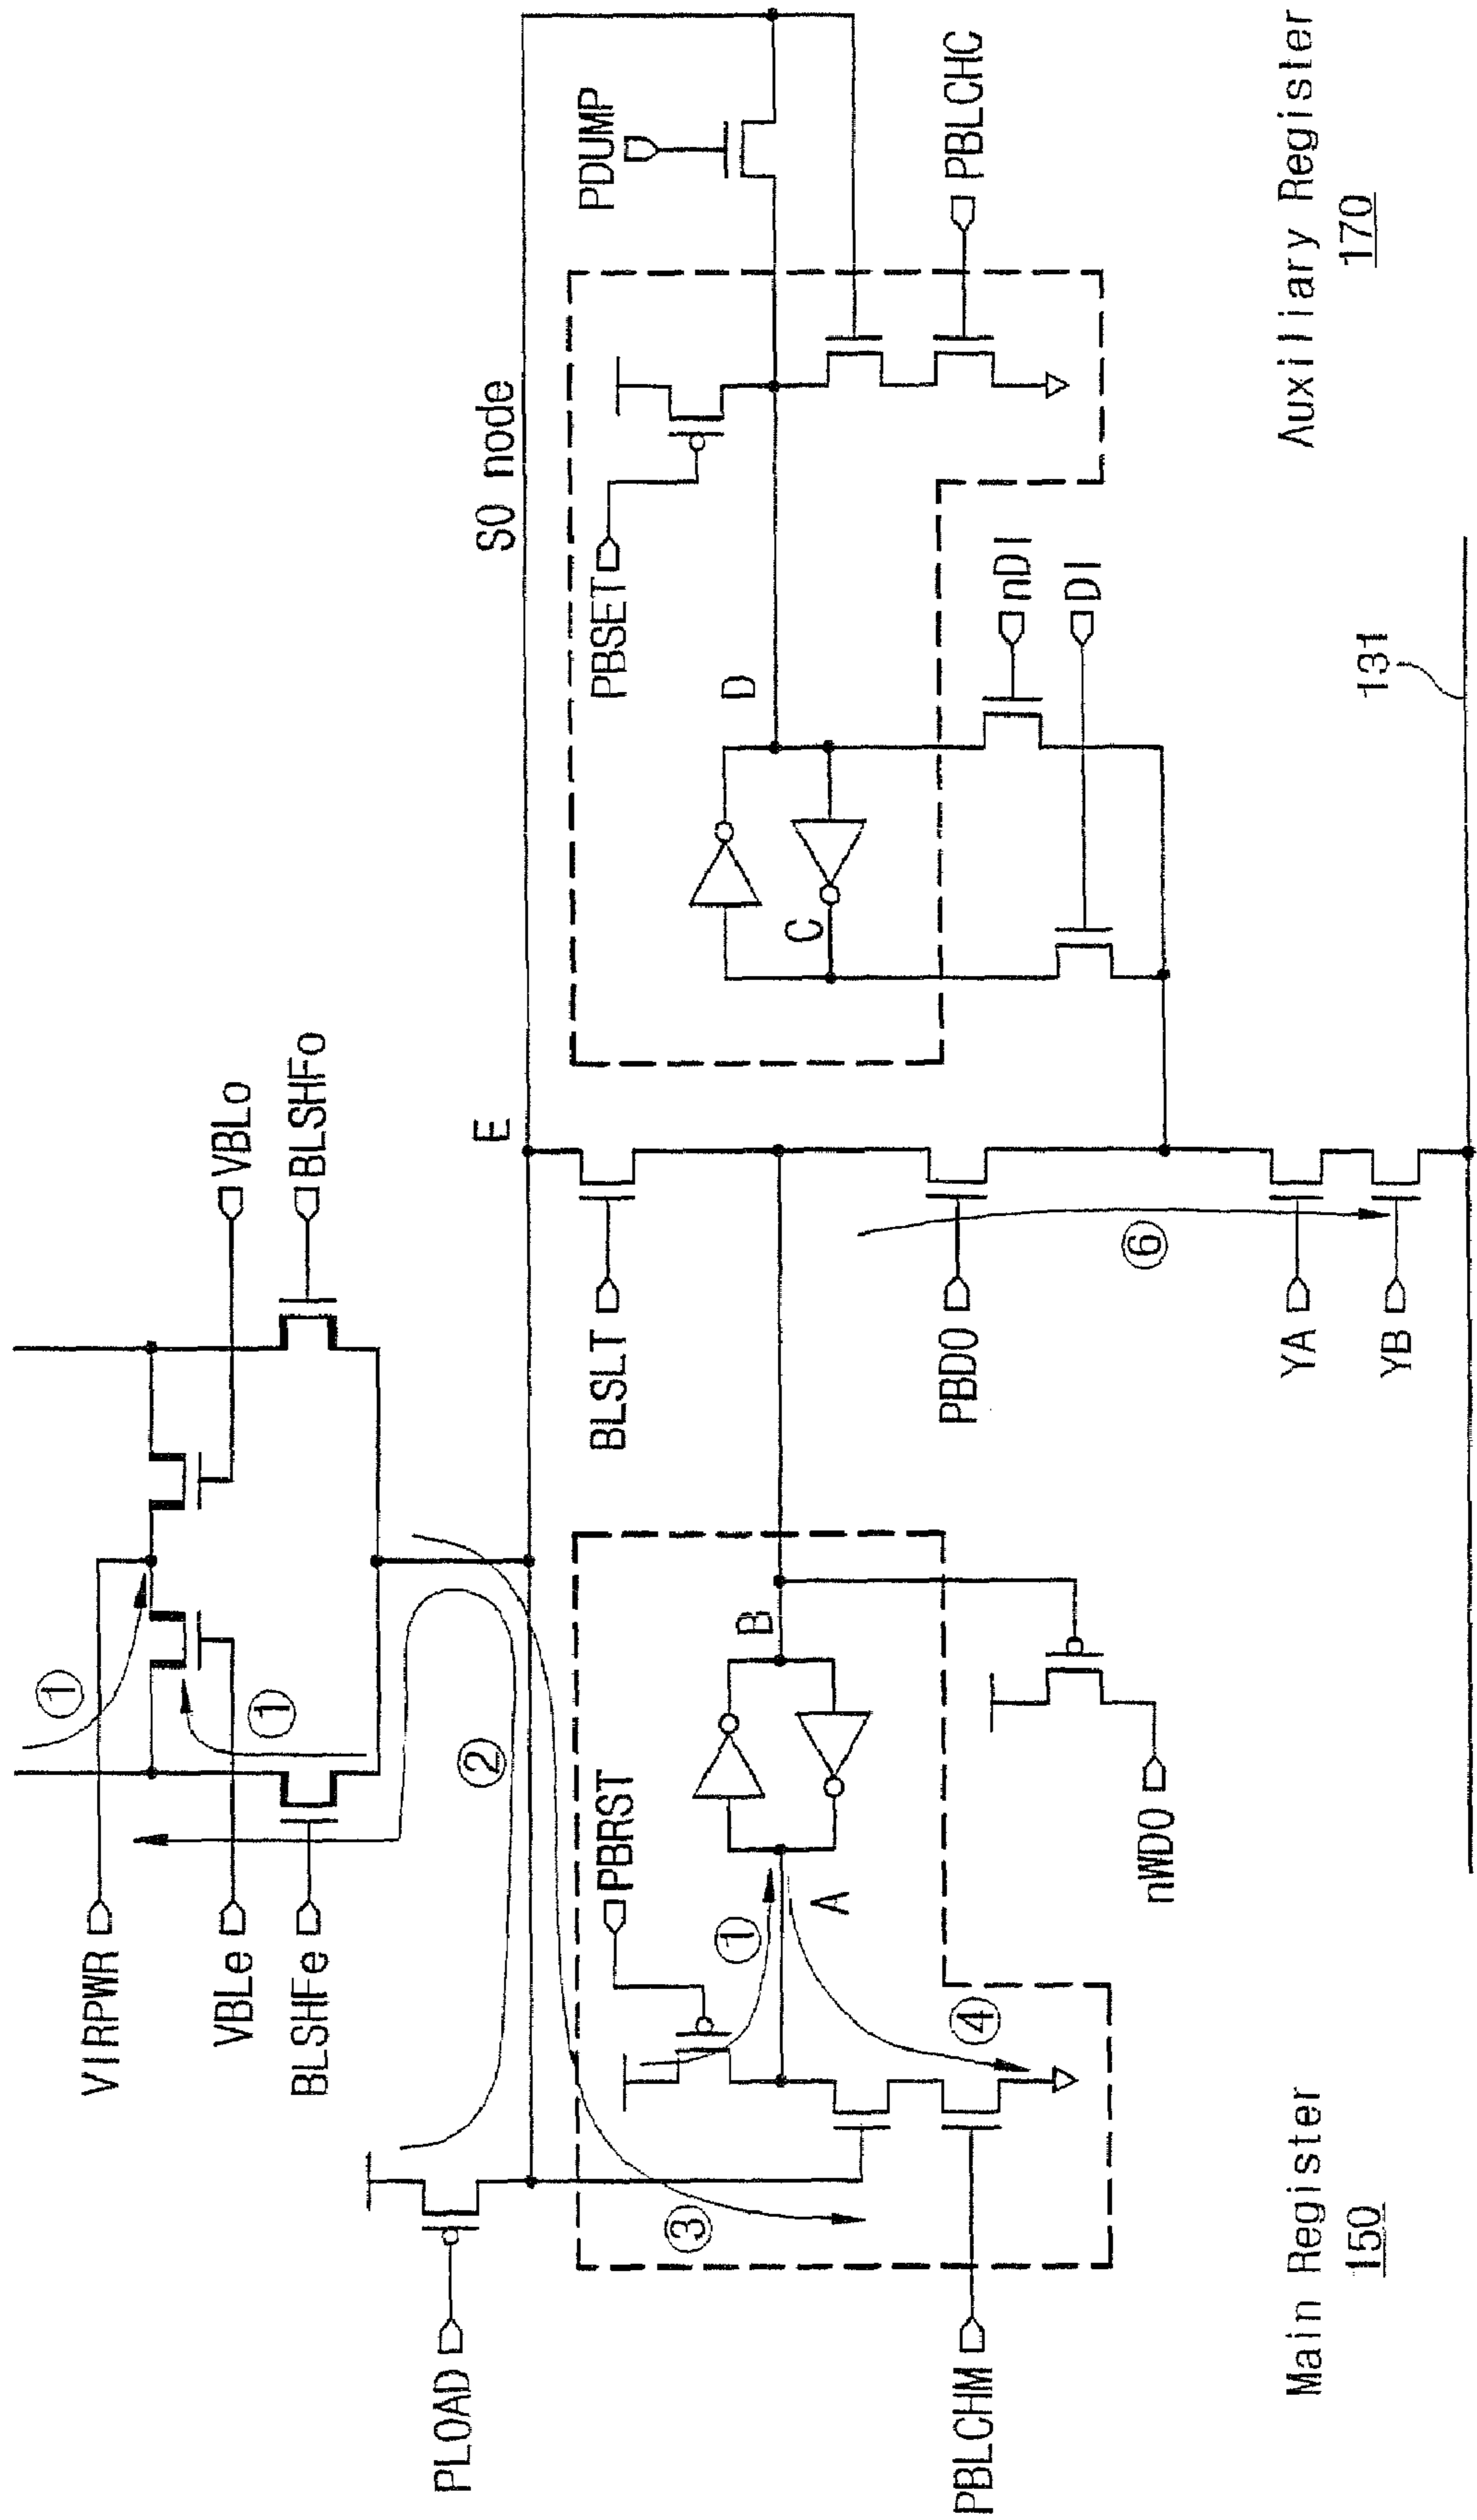 ①
VIRPWR
VBLe
VBLo
①
BLSHFe
BLSHFo
PLOAD
②
E
SO node
PBRST
BLSLT
PBSET
PDUMP
③
①
B
D
A
C
④
PBLCHM
PBDO
PBLCHC
nDI
DI
⑥
nWDO
YA
YB
131
Main Register
150
Auxiliary Register
170